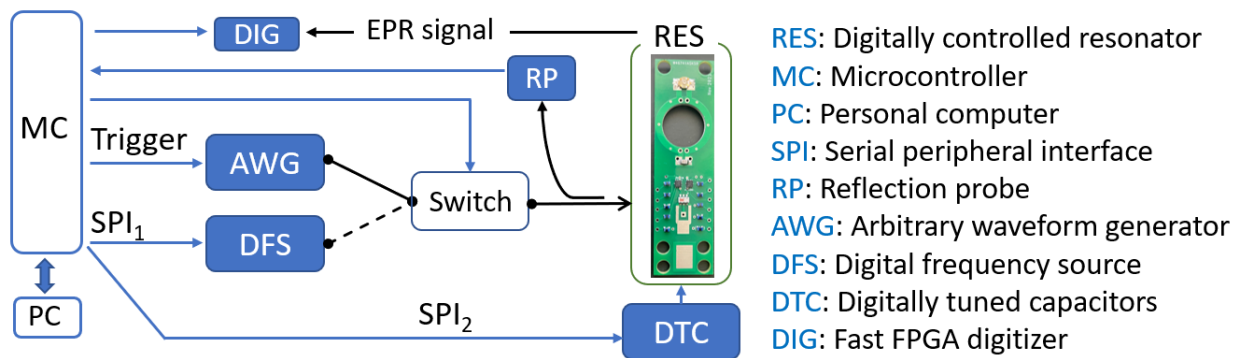 MC
DIG
EPR signal
RES
RP
Trigger
AWG
Switch
SPI₁
DFS
PC
SPI₂
DTC
RES: Digitally controlled resonator
MC: Microcontroller
PC: Personal computer
SPI: Serial peripheral interface
RP: Reflection probe
AWG: Arbitrary waveform generator
DFS: Digital frequency source
DTC: Digitally tuned capacitors
DIG: Fast FPGA digitizer